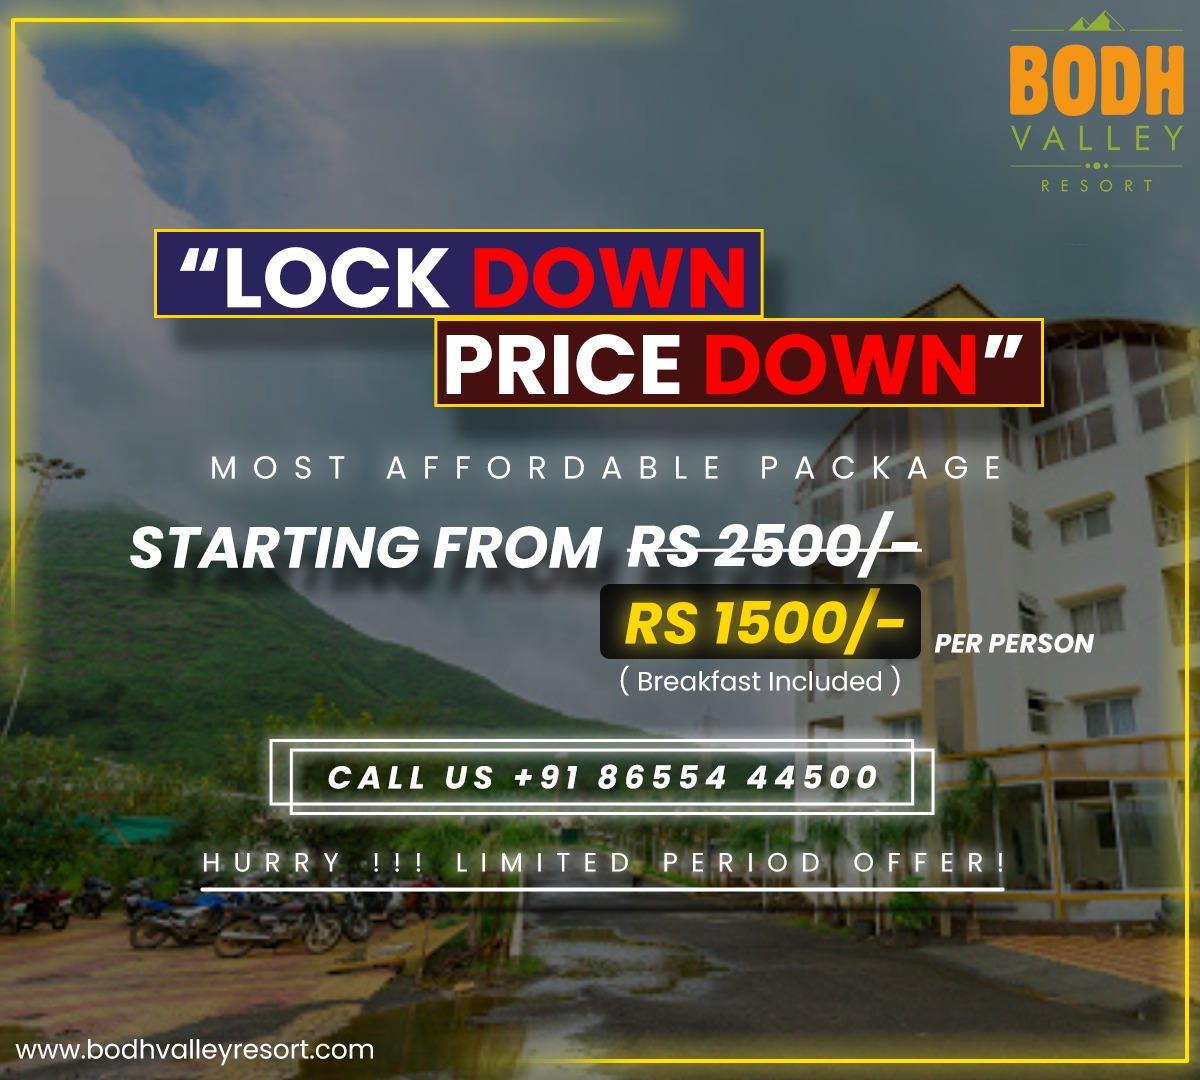 BODH
VALLEY
RESORT
“LOCK DOWN
PRICE DOWN”
MOST AFFORDABLE PACKAGE
STARTING FROM RS 2500/-
RS 1500/- PER PERSON
( Breakfast Included )
CALL US +91 86554 44500
HURRY !!! LIMITED PERIOD OFFER!
www.bodhvalleyresort.com